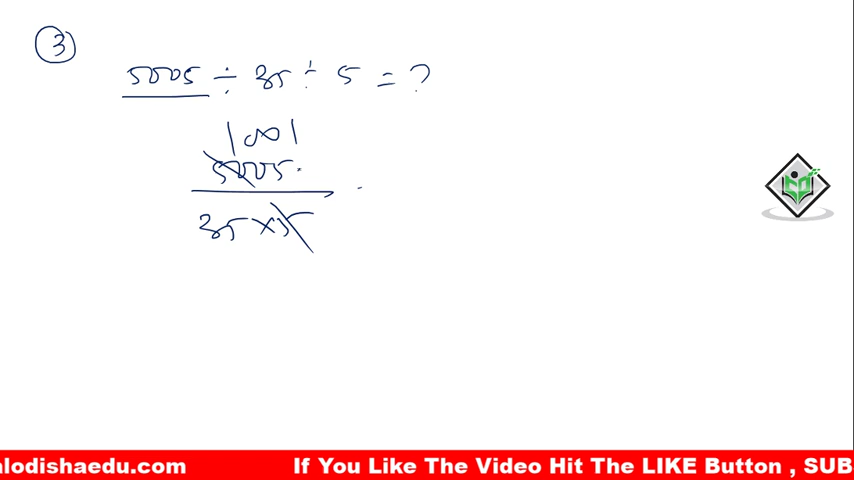 3
5005 ÷ 35 ÷ 5 = ?
1001
5005
35 × 5
nlodishaedu.com If You Like The Video Hit The LIKE Button , SUB